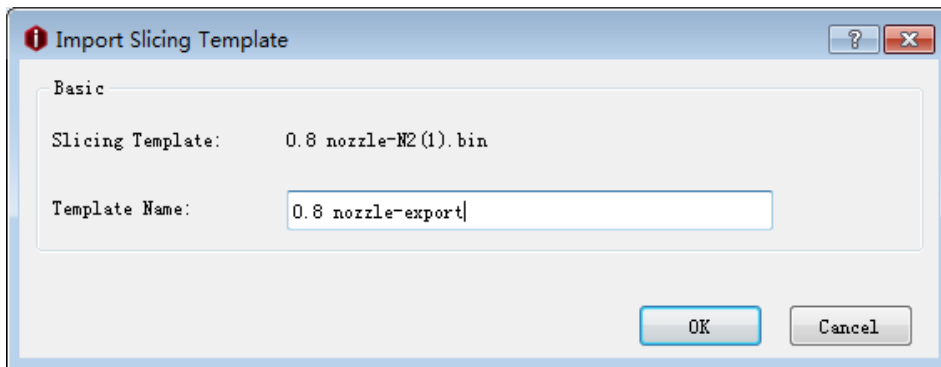 Import Slicing Template
Basic
Slicing Template: 0.8 nozzle-N2(1).bin
Template Name: 0.8 nozzle-export
OK Cancel